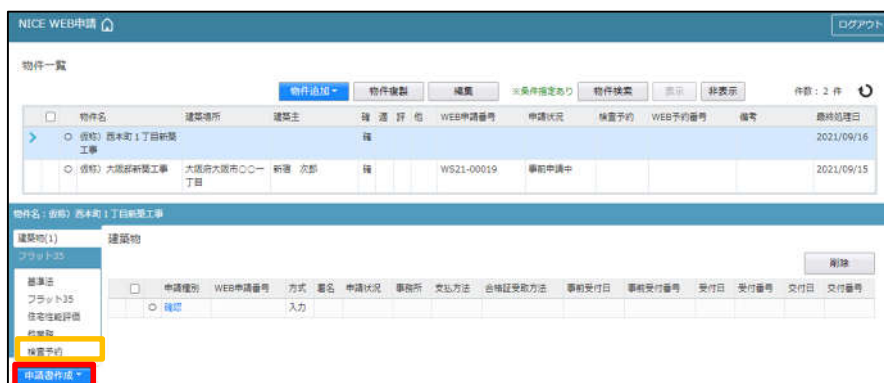 NICE WEB申請
ログアウト
物件一覧
物件追加 物件複製 編集 ※条件指定あり 物件検索 表示 非表示 件数：2 件
物件名 建築場所 建築主 確 適 評 他 WEB申請番号 申請状況 検査予約 WEB予約番号 備考 最終処理日
仮称）西本町１丁目新築工事 確 2021/09/16
仮称）大阪邸新築工事 大阪府大阪市〇〇一丁目 新宿 次郎 確 WS21-00019 事前申請中 2021/09/15
物件名：仮称）西本町１丁目新築工事
建築物(1) 建築物
フラット35
削除
基準法
申請種別 WEB申請番号 方式 署名 申請状況 事務所 支払方法 合格証受取方法 事前受付日 事前受付番号 受付日 受付番号 交付日 交付番号
フラット35
確認 入力
住宅性能評価
検査予約
申請書作成